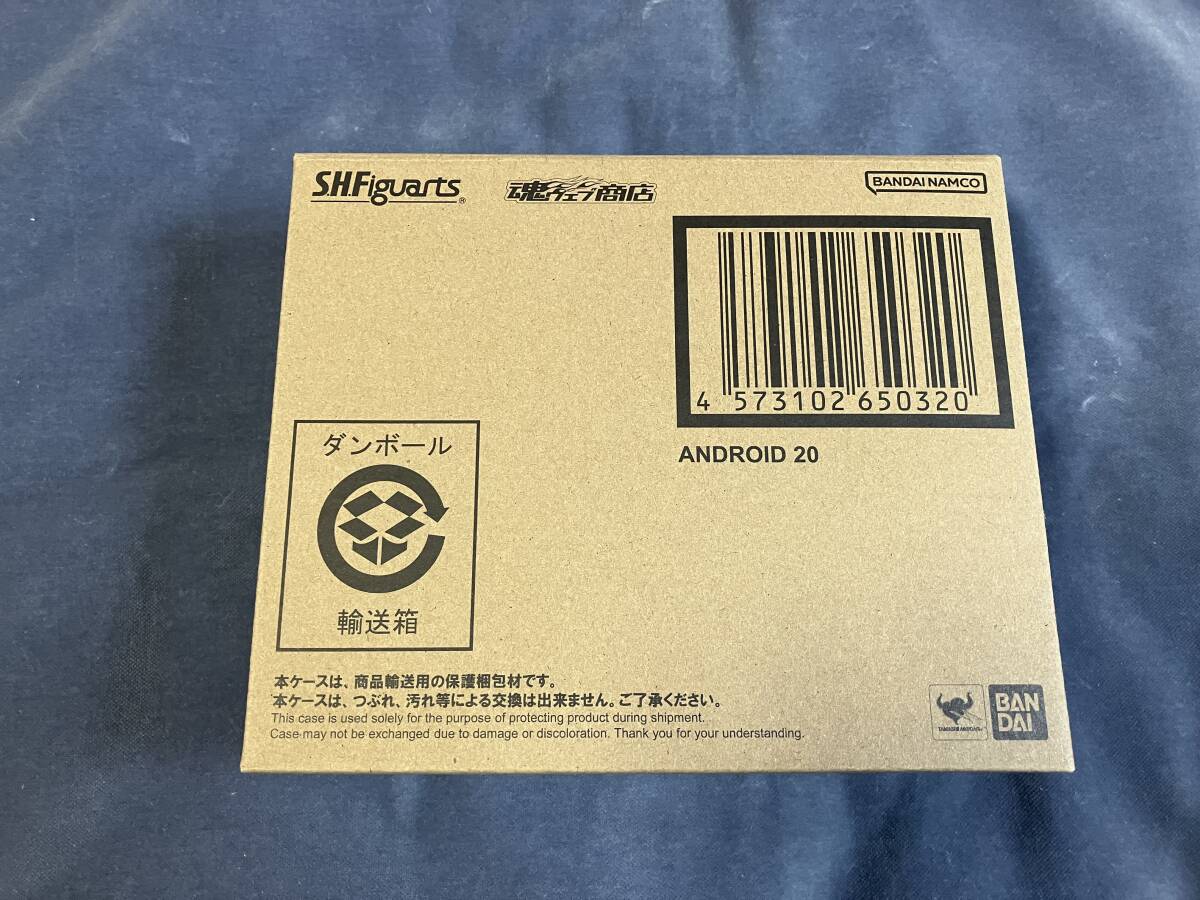 S.H.Figuarts®
魂ウェブ商店
BANDAI NAMCO
4 573102 650320
ANDROID 20
ダンボール
輸送箱
本ケースは、商品輸送用の保護梱包材です。
本ケースは、つぶれ、汚れ等による交換は出来ません。ご了承ください。
This case is used solely for the purpose of protecting product during shipment.
Case may not be exchanged due to damage or discoloration. Thank you for your understanding.
TAMASHII NATIONS
BAN
DAI